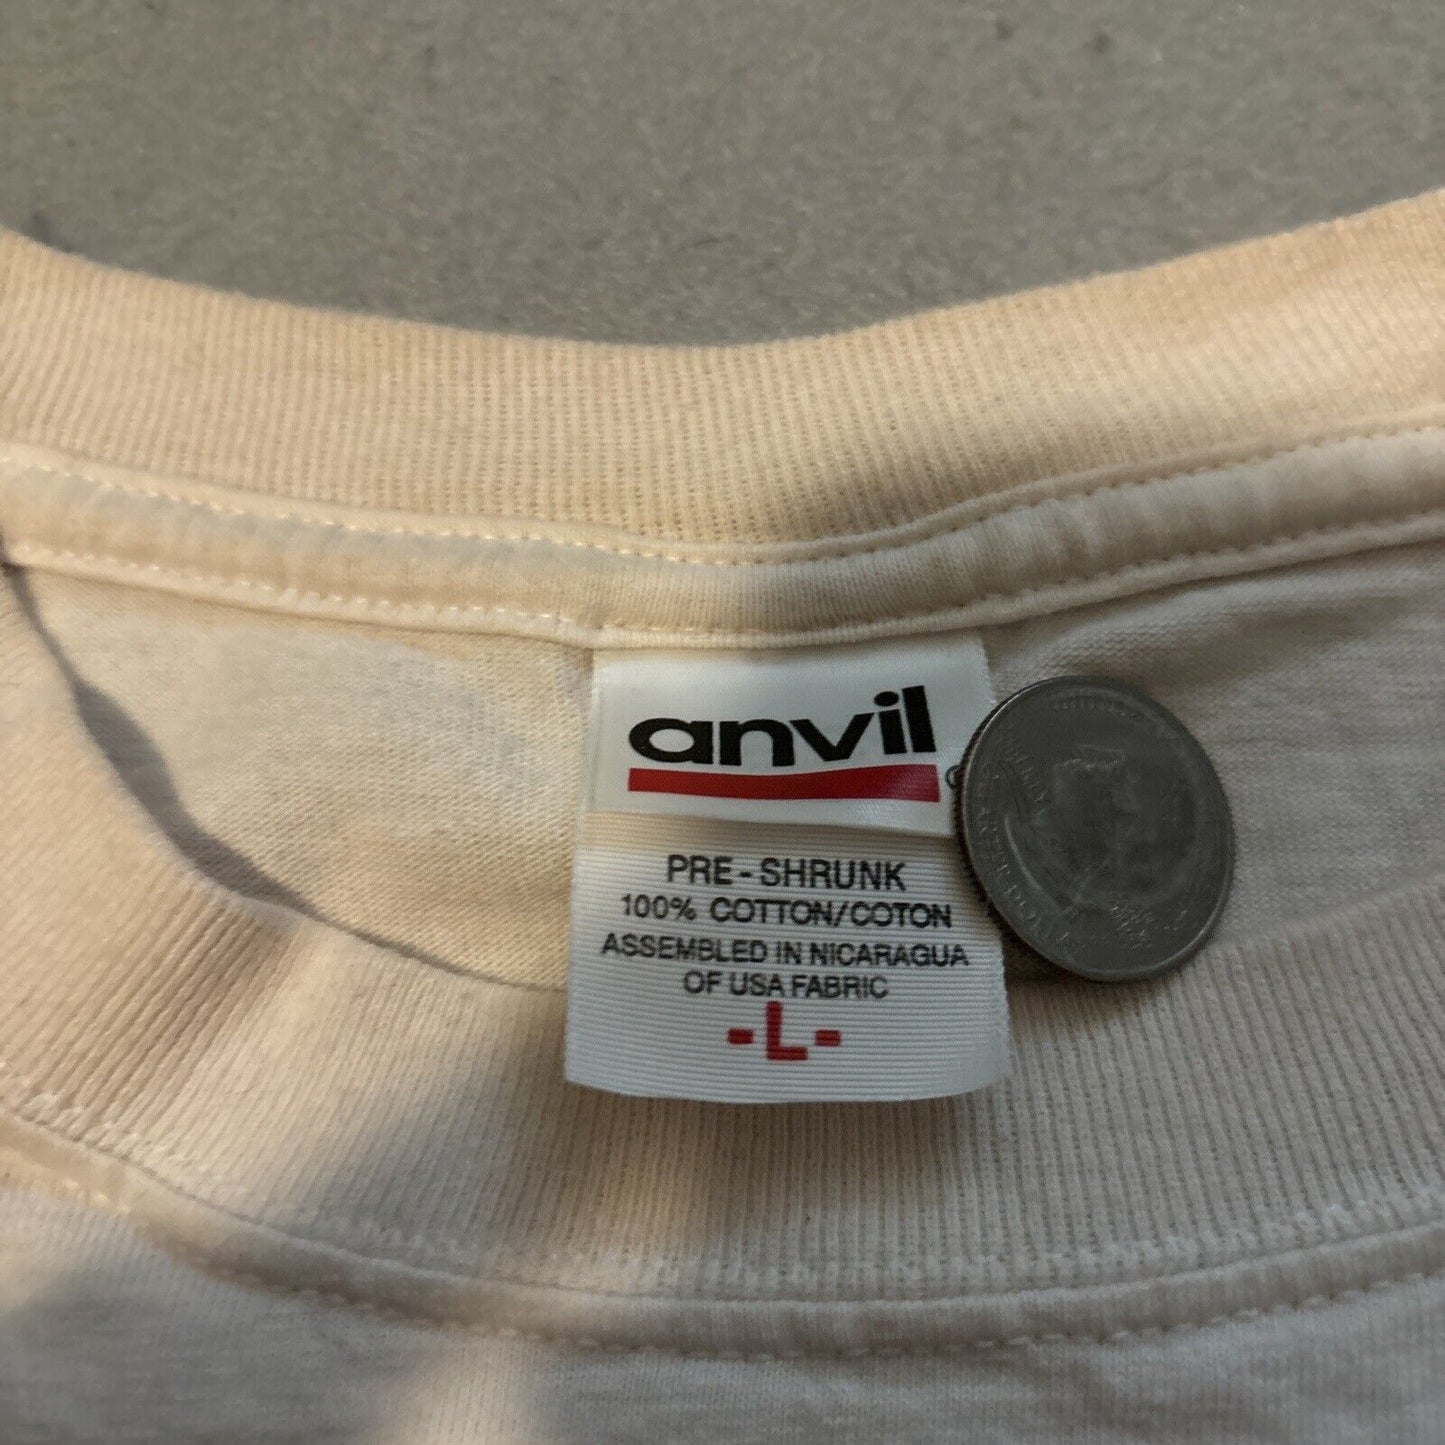 anvil
PRE-SHRUNK
100% COTTON/COTON
ASSEMBLED IN NICARAGUA
OF USA FABRIC
-L-